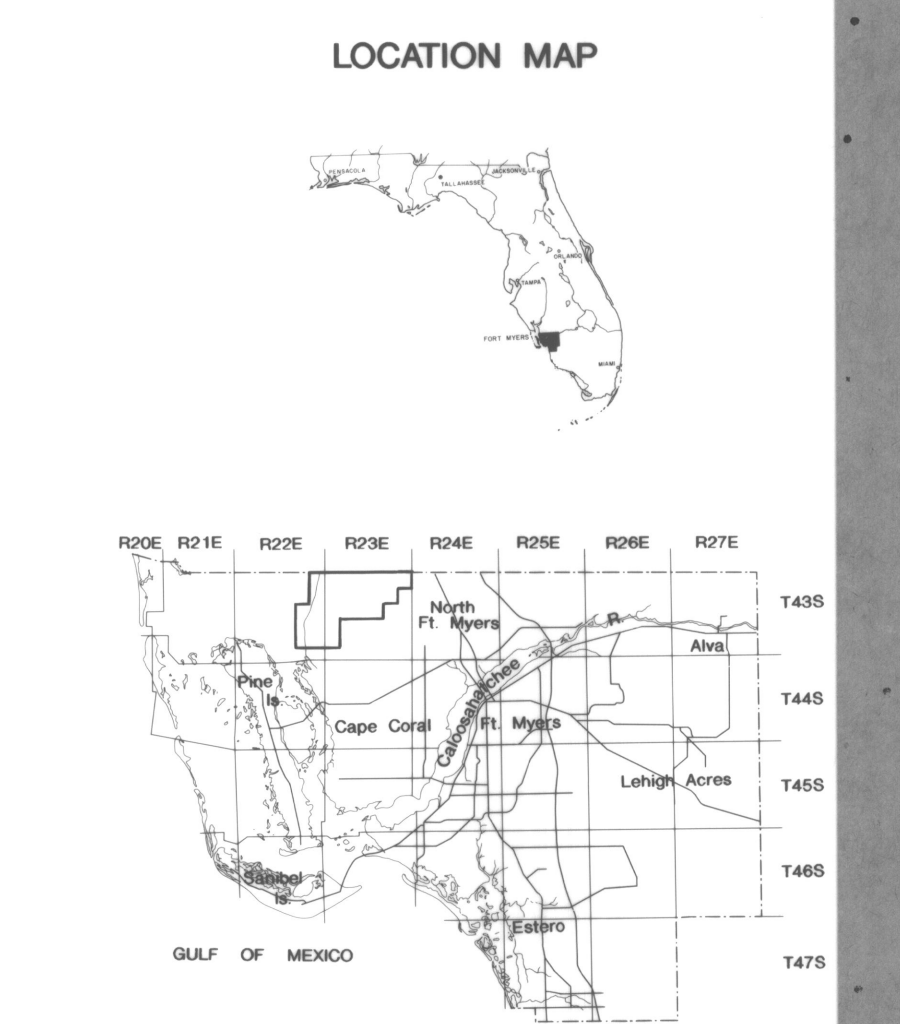 LOCATION MAP
PENSACOLA
TALLAHASSEE
JACKSONVILLE
ORLANDO
TAMPA
FORT MYERS
MIAMI
R20E R21E R22E R23E R24E R25E R26E R27E
T43S
North
Ft. Myers
R.
Alva
Caloosahatchee
Pine
Is.
T44S
Cape Coral
Ft. Myers
Lehigh Acres
T45S
T46S
Sanibel
Is.
Estero
GULF OF MEXICO
T47S